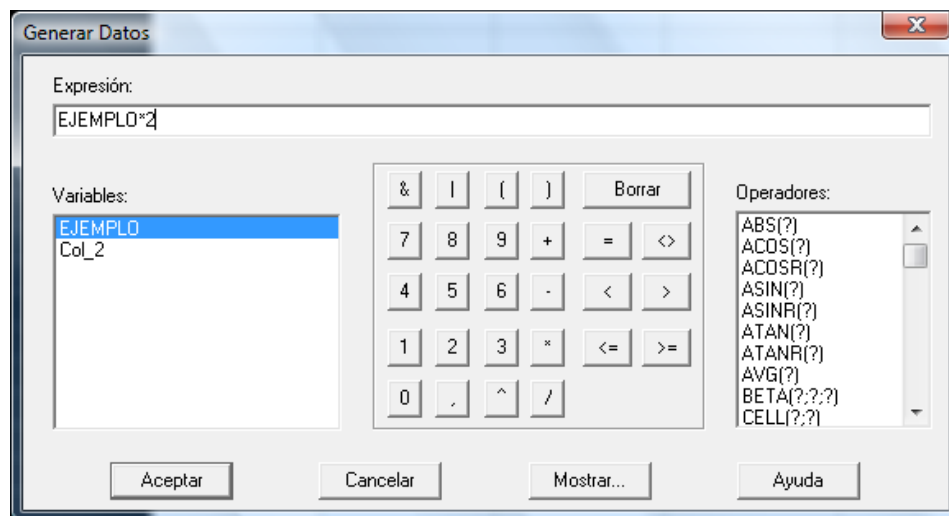 Generar Datos
Expresión:
EJEMPLO*2
Variables:
EJEMPLO
Col_2
& | ( ) Borrar
7 8 9 + = <>
4 5 6 - < >
1 2 3 * <= >=
0 , ^ /
Operadores:
ABS(?)
ACOS(?)
ACOSR(?)
ASIN(?)
ASINR(?)
ATAN(?)
ATANR(?)
AVG(?)
BETA(?;?;?)
CELL(?;?)
Aceptar Cancelar Mostrar... Ayuda